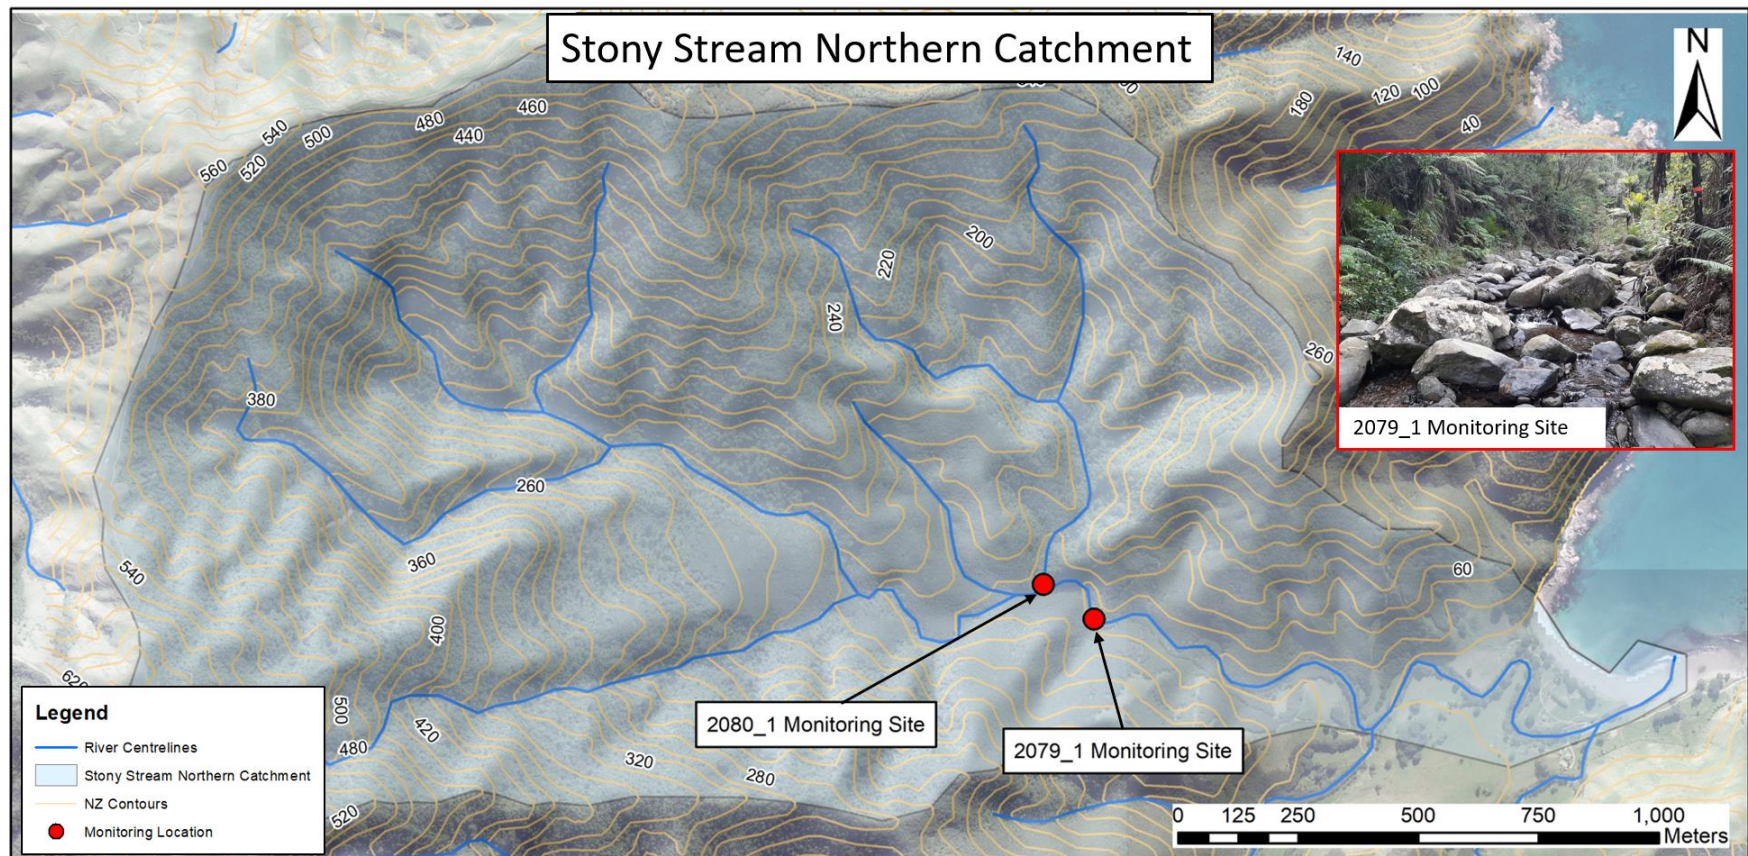 Stony Stream Northern Catchment
N
140
180
120
100
40
460
480
440
540
500
520
560
200
220
240
260
380
260
360
540
400
60
620
500
420
480
320
280
520
2079_1 Monitoring Site
2080_1 Monitoring Site
2079_1 Monitoring Site
Legend
River Centrelines
Stony Stream Northern Catchment
NZ Contours
Monitoring Location
0 125 250 500 750 1,000
Meters